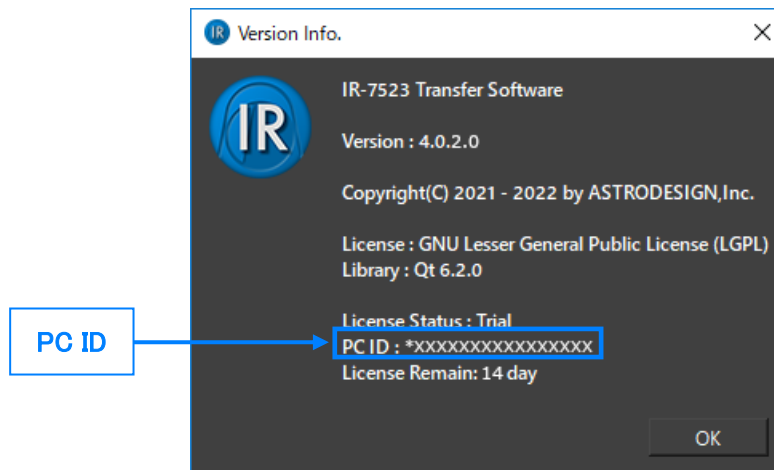 IR Version Info.
IR
IR-7523 Transfer Software
Version : 4.0.2.0
Copyright(C) 2021 - 2022 by ASTRODESIGN,Inc.
License : GNU Lesser General Public License (LGPL)
Library : Qt 6.2.0
License Status : Trial
PC ID
PC ID : *XXXXXXXXXXXXXXXX
License Remain: 14 day
OK